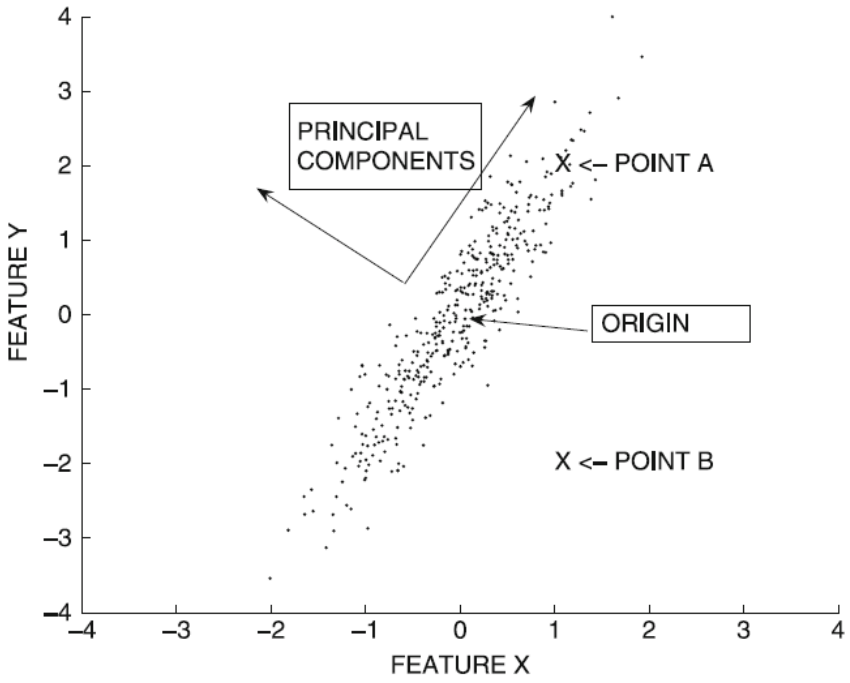 4
3
2
1
0
−1
−2
−3
−4
FEATURE Y
PRINCIPAL
COMPONENTS
X <− POINT A
ORIGIN
X <− POINT B
−4 −3 −2 −1 0 1 2 3 4
FEATURE X